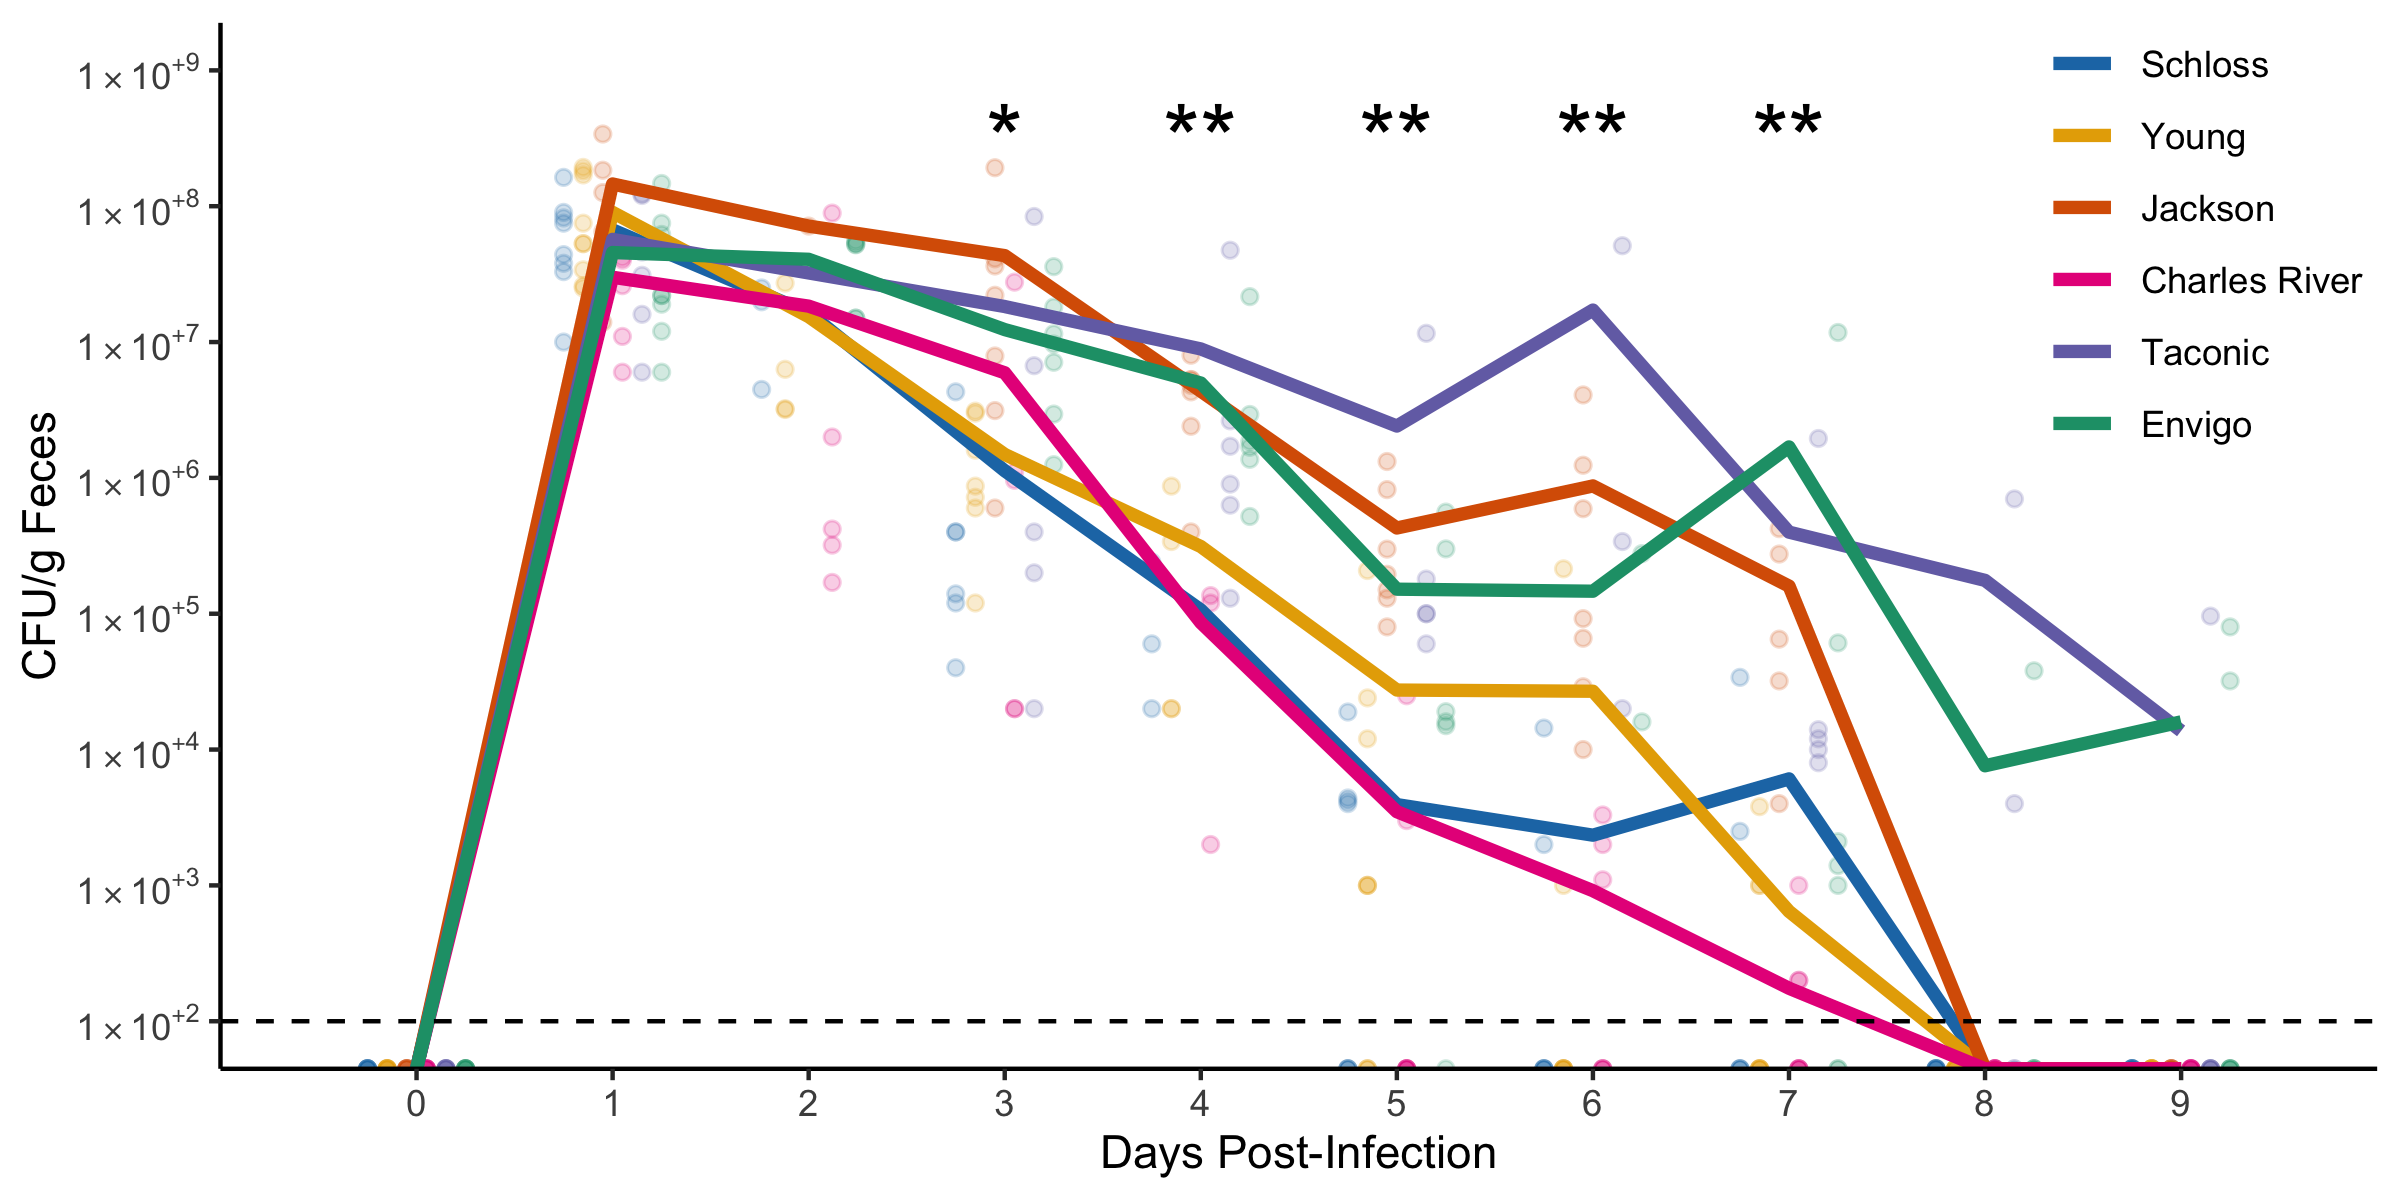 1×10⁺⁹
1×10⁺⁸
1×10⁺⁷
1×10⁺⁶
1×10⁺⁵
1×10⁺⁴
1×10⁺³
1×10⁺²
CFU/g Feces
*
**
**
**
**
Schloss
Young
Jackson
Charles River
Taconic
Envigo
0 1 2 3 4 5 6 7 8 9
Days Post-Infection